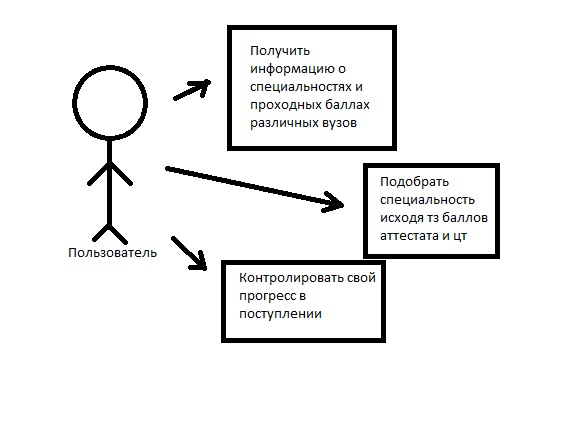 Получить
информацию о
специальностях и
проходных баллах
различных вузов
Подобрать
специальность
исходя тз баллов
аттестата и цт
Пользователь
Контролировать свой
прогресс в
поступлении